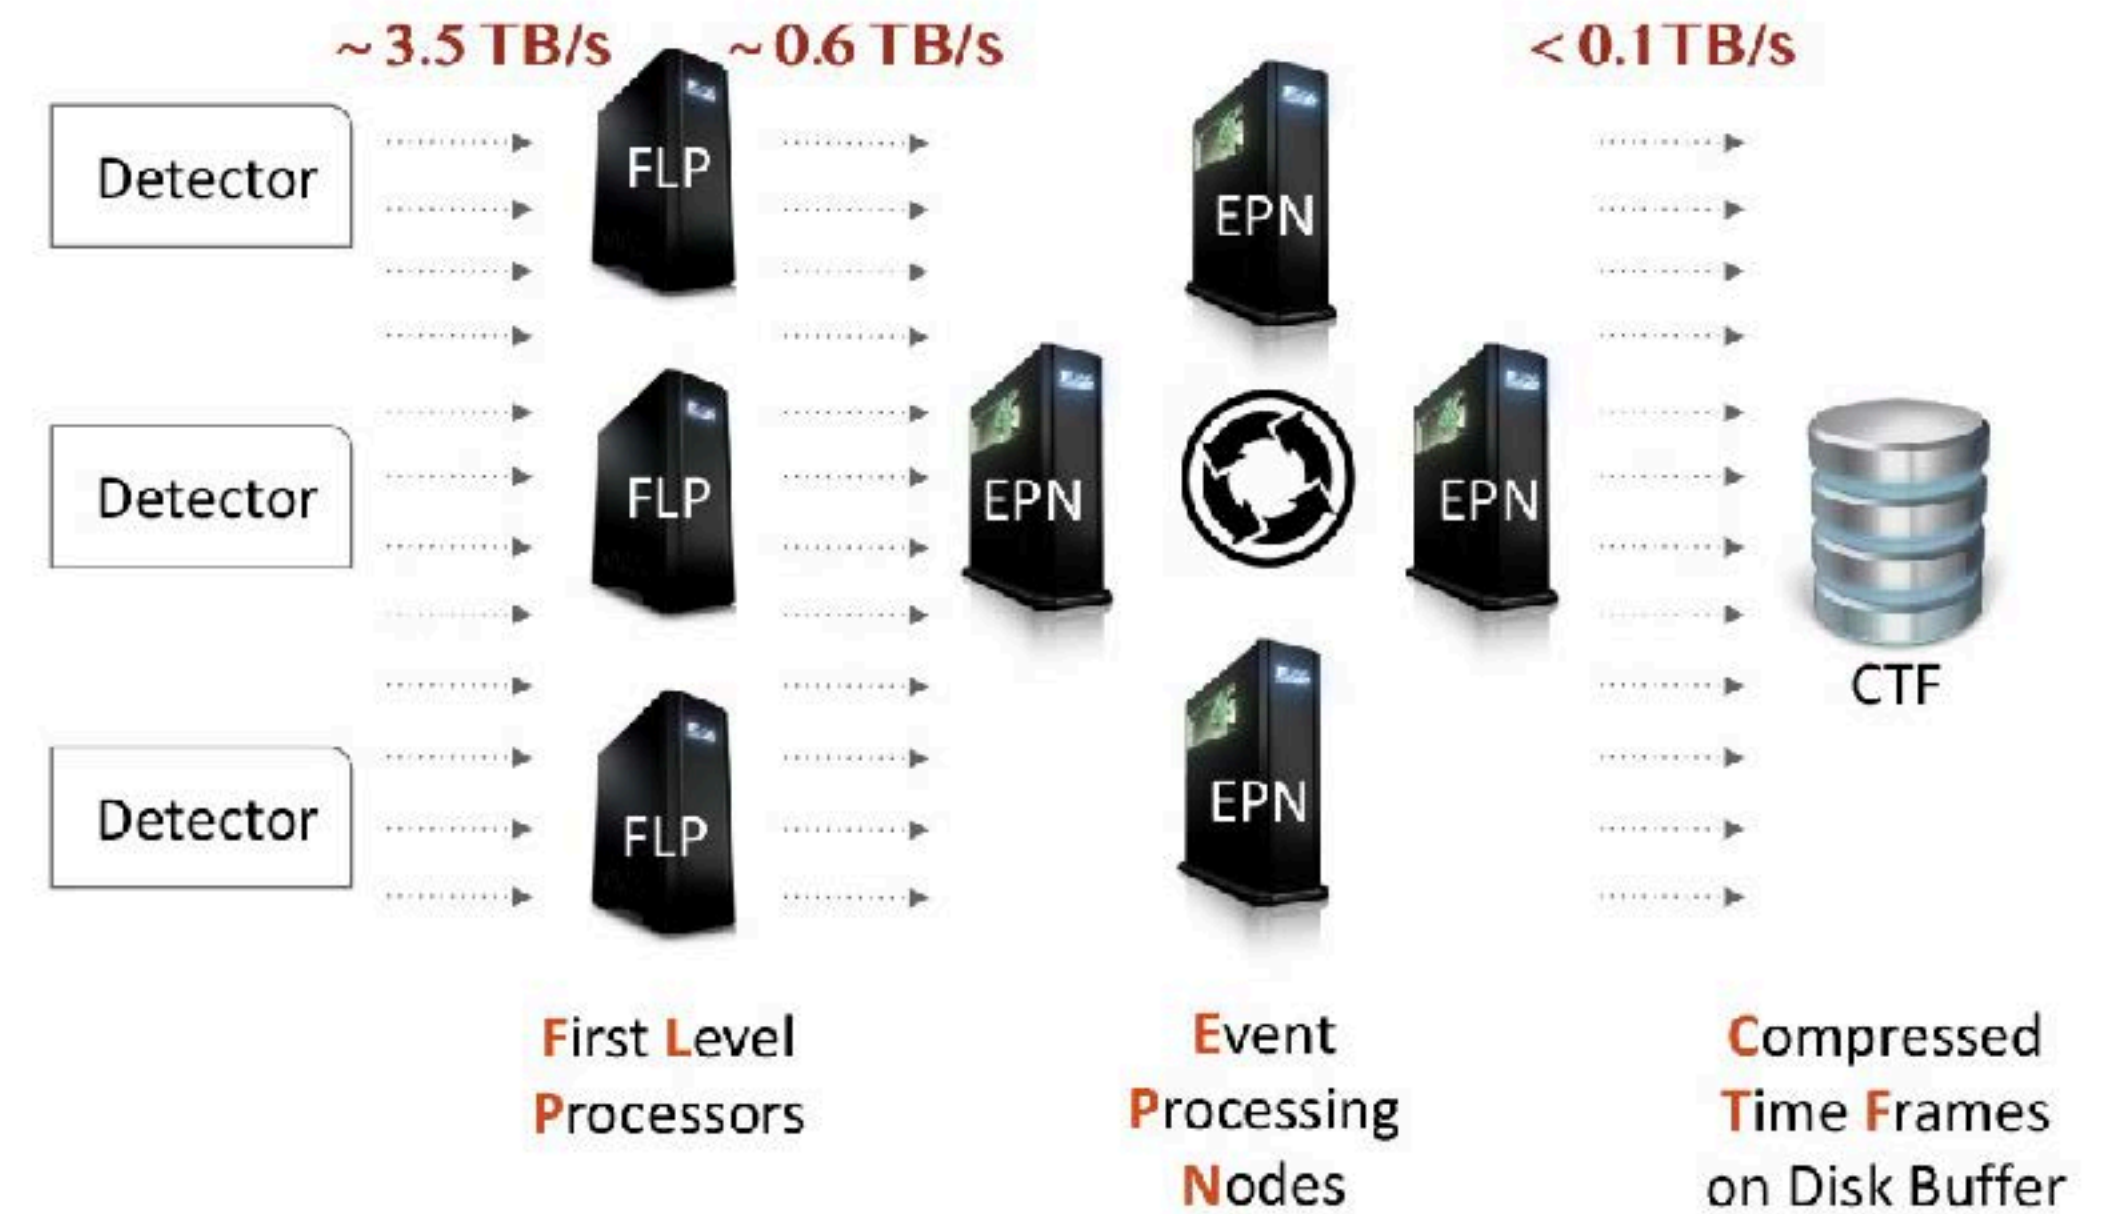 ~ 3.5 TB/s
~ 0.6 TB/s
< 0.1 TB/s
Detector
FLP
EPN
Detector
FLP
EPN
EPN
CTF
Detector
FLP
EPN
First Level
Processors
Event
Processing
Nodes
Compressed
Time Frames
on Disk Buffer